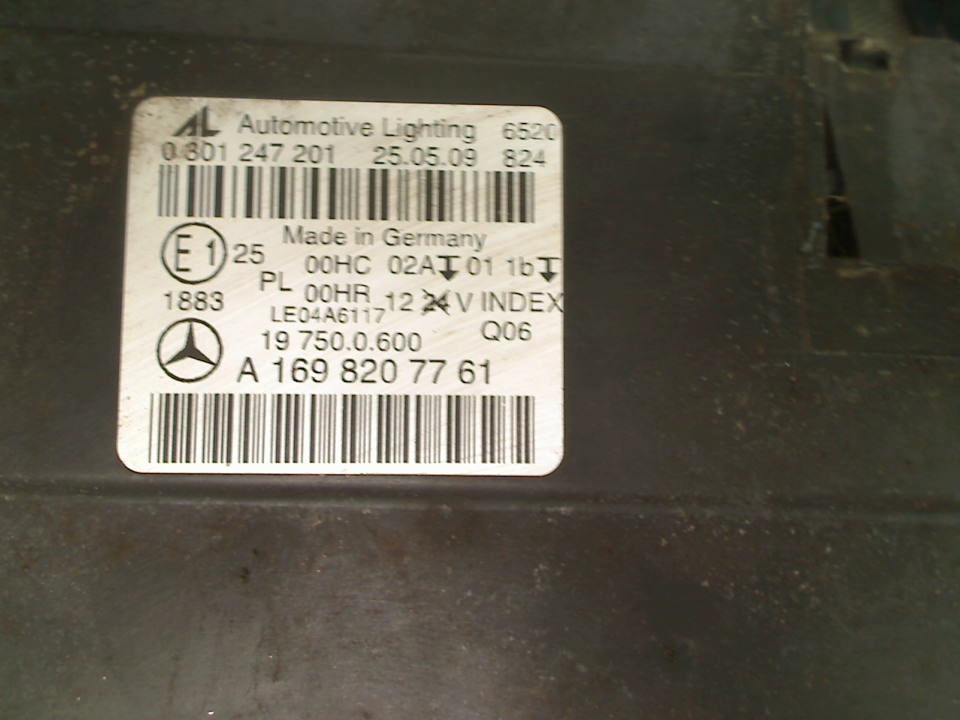 AL Automotive Lighting 6520
0 301 247 201 25.05.09 824
Made in Germany
E1 25 00HC 02A 01 1b
PL 00HR 12 24 V INDEX
1883 LE04A6117 Q06
19 750.0.600
A 169 820 77 61